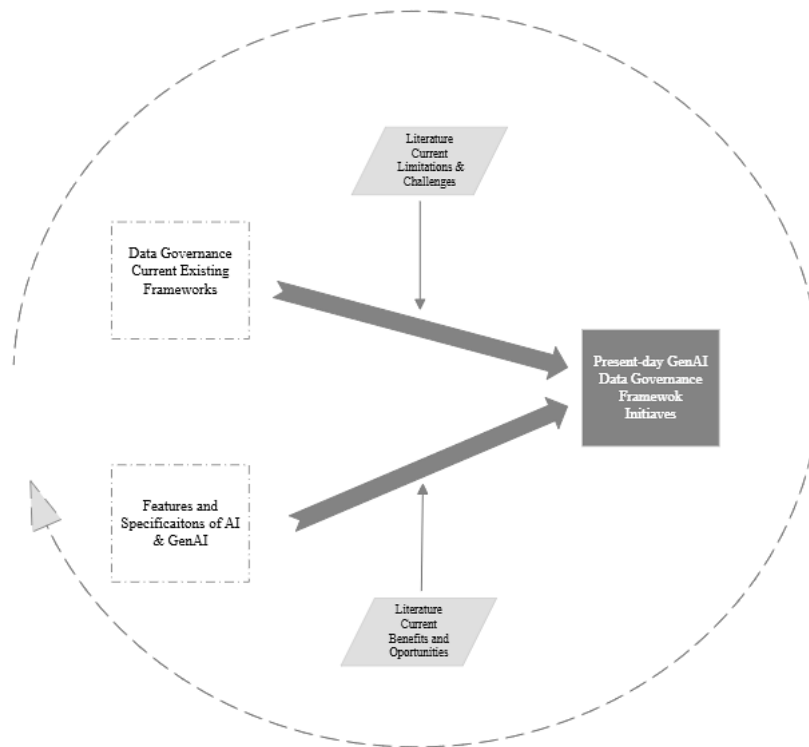 Literature
Current
Limitations &
Challenges
Data Governance
Current Existing
Frameworks
Present-day GenAI
Data Governance
Framewok
Initiaves
Features and
Specificaitons of AI
& GenAI
Literature
Current
Benefits and
Oportunities